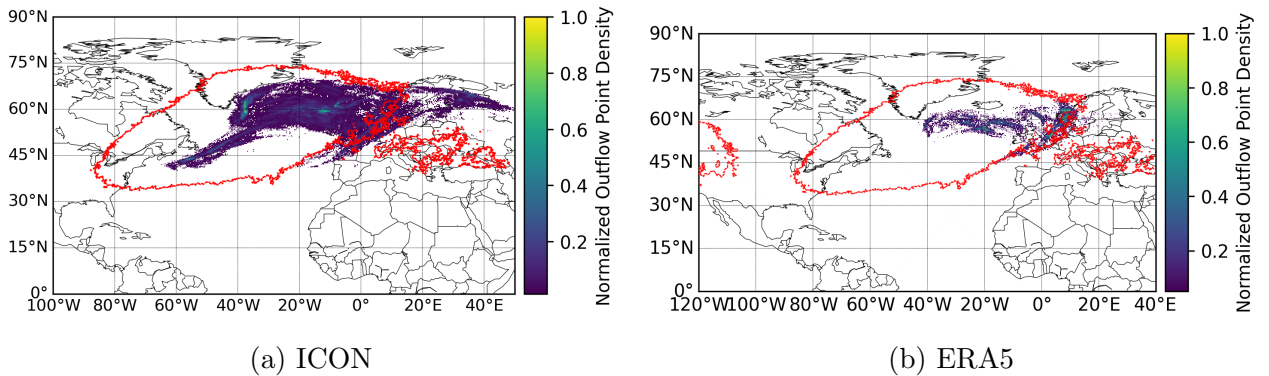 90°N
75°N
60°N
45°N
30°N
15°N
0°
100°W 80°W 60°W 40°W 20°W 0° 20°E 40°E
1.0
0.8
0.6
0.4
0.2
Normalized Outflow Point Density
(a) ICON
90°N
75°N
60°N
45°N
30°N
15°N
0°
120°W 100°W 80°W 60°W 40°W 20°W 0° 20°E 40°E
1.0
0.8
0.6
0.4
0.2
Normalized Outflow Point Density
(b) ERA5